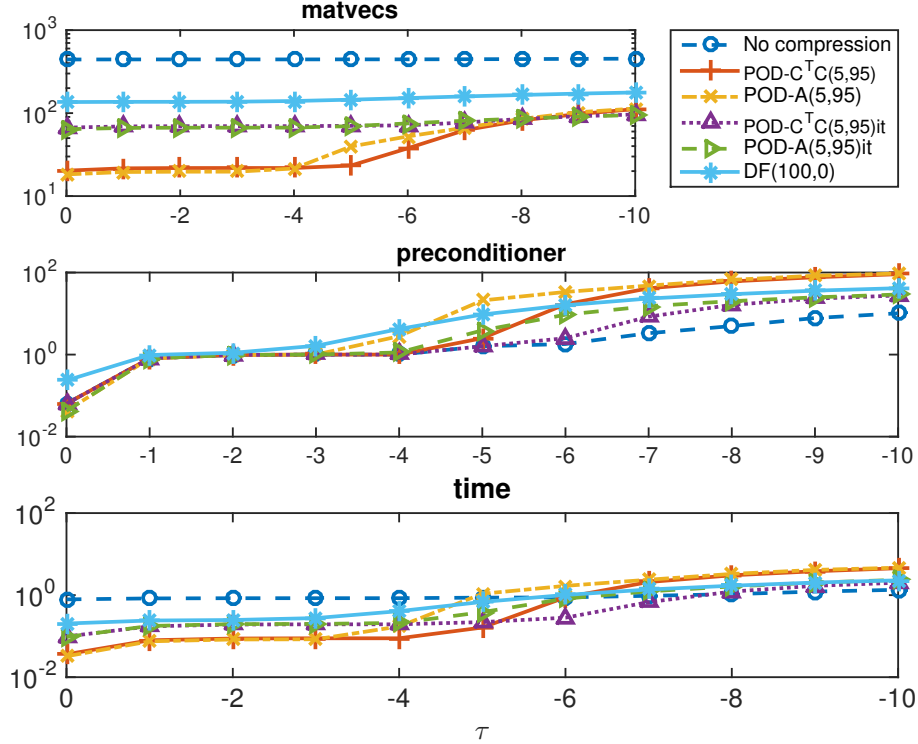 matvecs
10^3
10^2
10^1
0 -2 -4 -6 -8 -10
No compression
POD-C^TC(5,95)
POD-A(5,95)
POD-C^TC(5,95)it
POD-A(5,95)it
DF(100,0)
preconditioner
10^2
10^0
10^-2
0 -1 -2 -3 -4 -5 -6 -7 -8 -9 -10
time
10^2
10^0
10^-2
0 -2 -4 -6 -8 -10
τ